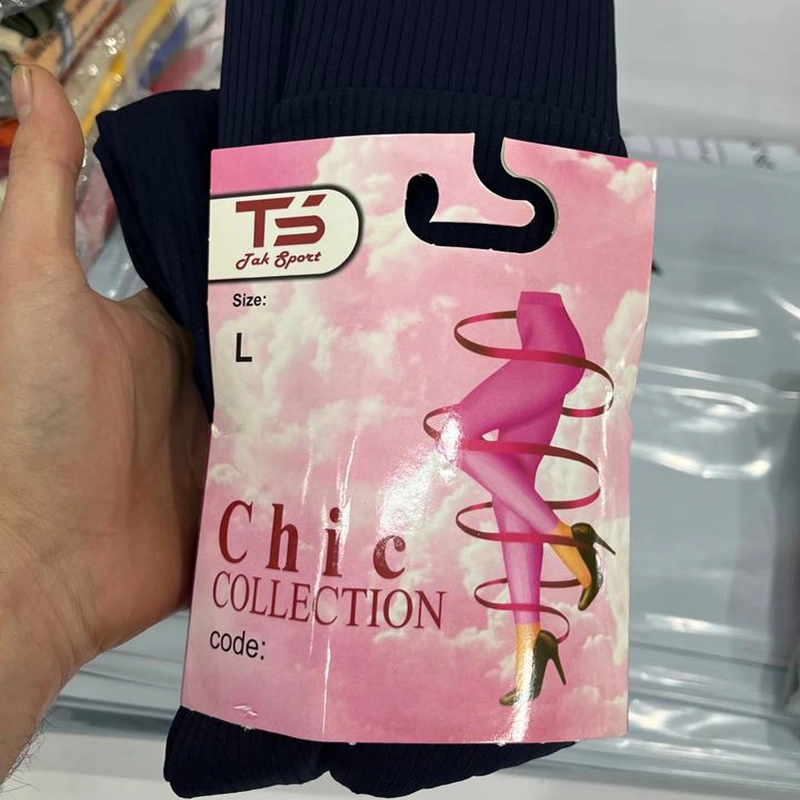 TS
Tak Sport
Size:
L
Chic
COLLECTION
code: